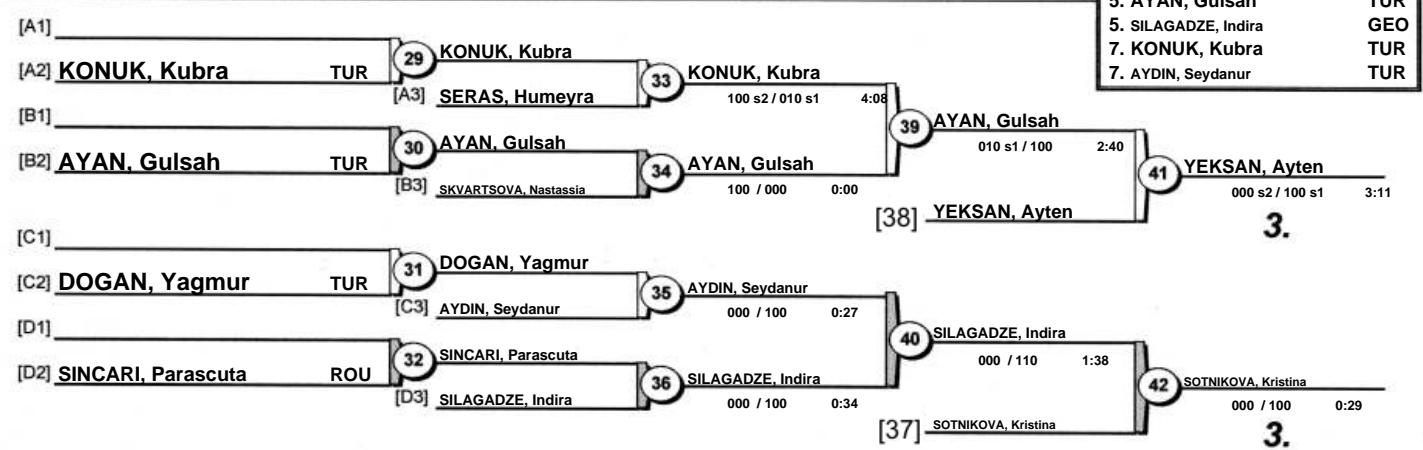 5. AYAN, Gulsah TUR
5. SILAGADZE, Indira GEO
7. KONUK, Kubra TUR
7. AYDIN, Seydanur TUR
[A1]
[A2] KONUK, Kubra TUR
29 KONUK, Kubra
[A3] SERAS, Humeyra
33 KONUK, Kubra
100 s2 / 010 s1 4:08
[B1]
[B2] AYAN, Gulsah TUR
30 AYAN, Gulsah
[B3] SKVARTSOVA, Nastassia
34 AYAN, Gulsah
100 / 000 0:00
39 AYAN, Gulsah
010 s1 / 100 2:40
[38] YEKSAN, Ayten
41 YEKSAN, Ayten
000 s2 / 100 s1 3:11
3.
[C1]
[C2] DOGAN, Yagmur TUR
31 DOGAN, Yagmur
[C3] AYDIN, Seydanur
35 AYDIN, Seydanur
000 / 100 0:27
[D1]
[D2] SINCARI, Parascuta ROU
32 SINCARI, Parascuta
[D3] SILAGADZE, Indira
36 SILAGADZE, Indira
000 / 100 0:34
40 SILAGADZE, Indira
000 / 110 1:38
[37] SOTNIKOVA, Kristina
42 SOTNIKOVA, Kristina
000 / 100 0:29
3.